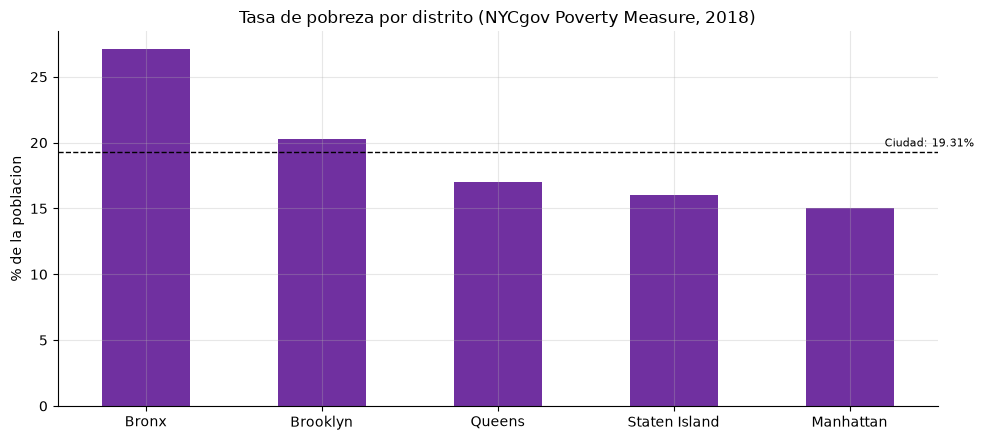 Tasa de pobreza por distrito (NYCgov Poverty Measure, 2018)
% de la poblacion
25
20
15
10
5
0
Ciudad: 19.31%
Bronx
Brooklyn
Queens
Staten Island
Manhattan